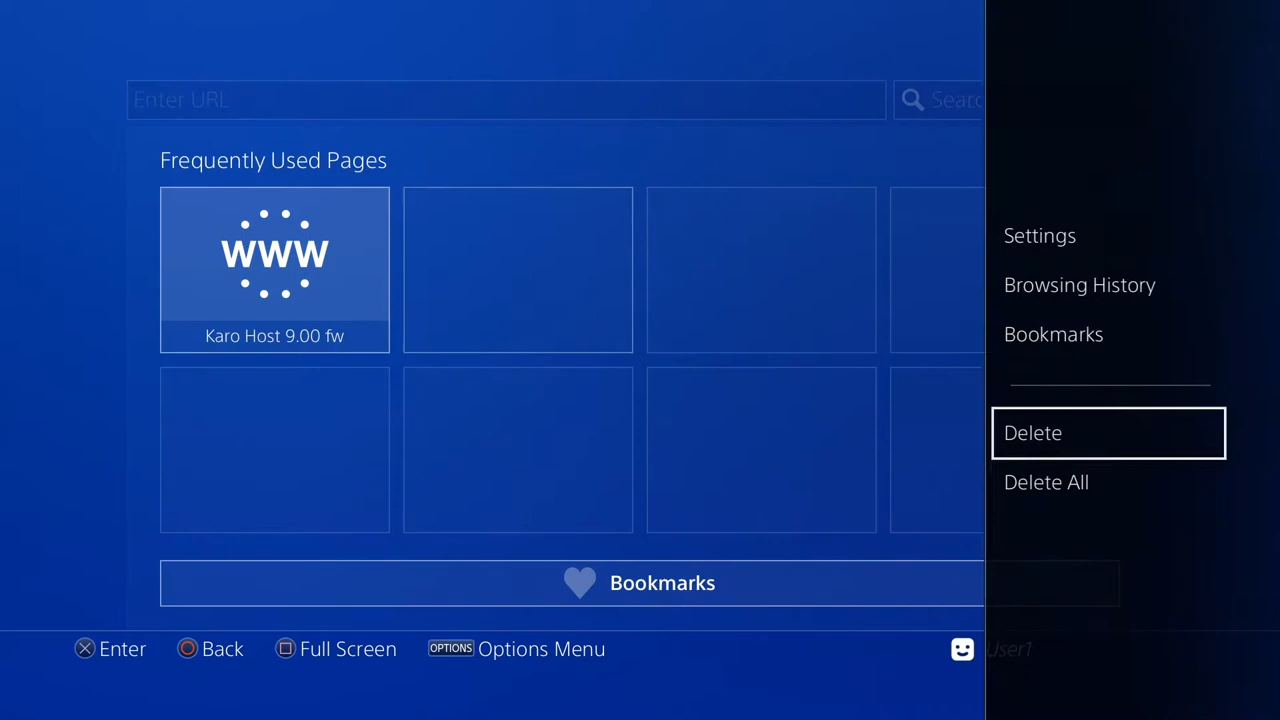 Enter URL
Search
Frequently Used Pages
www
Karo Host 9.00 fw
Settings
Browsing History
Bookmarks
Delete
Delete All
Bookmarks
Enter
Back
Full Screen
OPTIONS Options Menu
User1